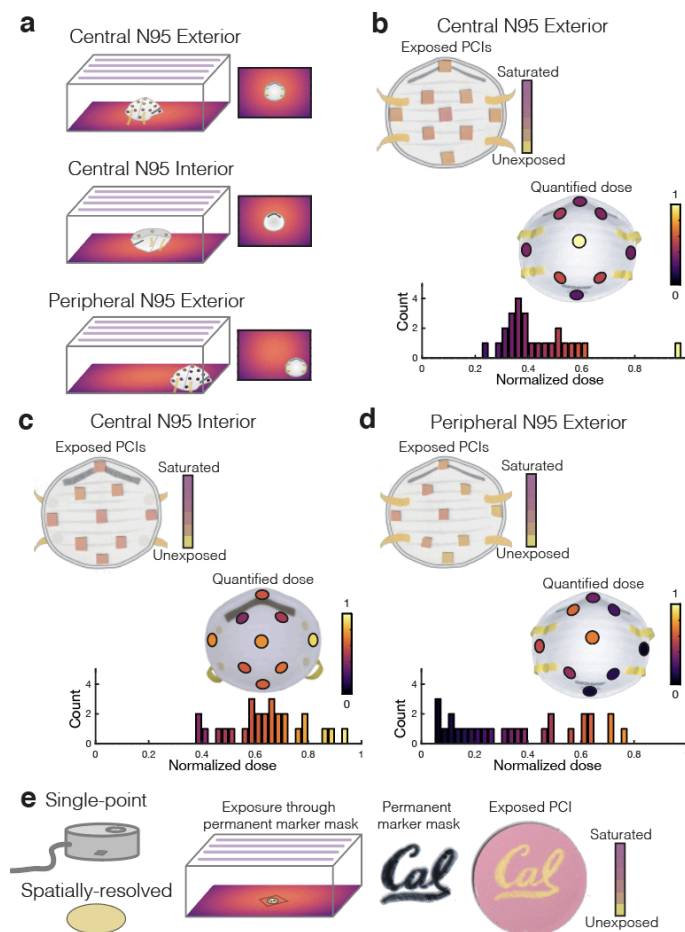 a
Central N95 Exterior
Central N95 Interior
Peripheral N95 Exterior
b
Central N95 Exterior
Exposed PCIs
Saturated
Unexposed
Quantified dose
1
0
Count
4
2
0
0
0.2
0.4
0.6
0.8
Normalized dose
c
Central N95 Interior
Exposed PCIs
Saturated
Unexposed
Quantified dose
1
0
Count
4
2
0
0
0.2
0.4
0.6
0.8
1
Normalized dose
d
Peripheral N95 Exterior
Exposed PCIs
Saturated
Unexposed
Quantified dose
1
0
Count
4
2
0
0
0.2
0.4
0.6
0.8
Normalized dose
e
Single-point
Spatially-resolved
Exposure through
permanent marker mask
Permanent
marker mask
Cal
Exposed PCI
Cal
Saturated
Unexposed